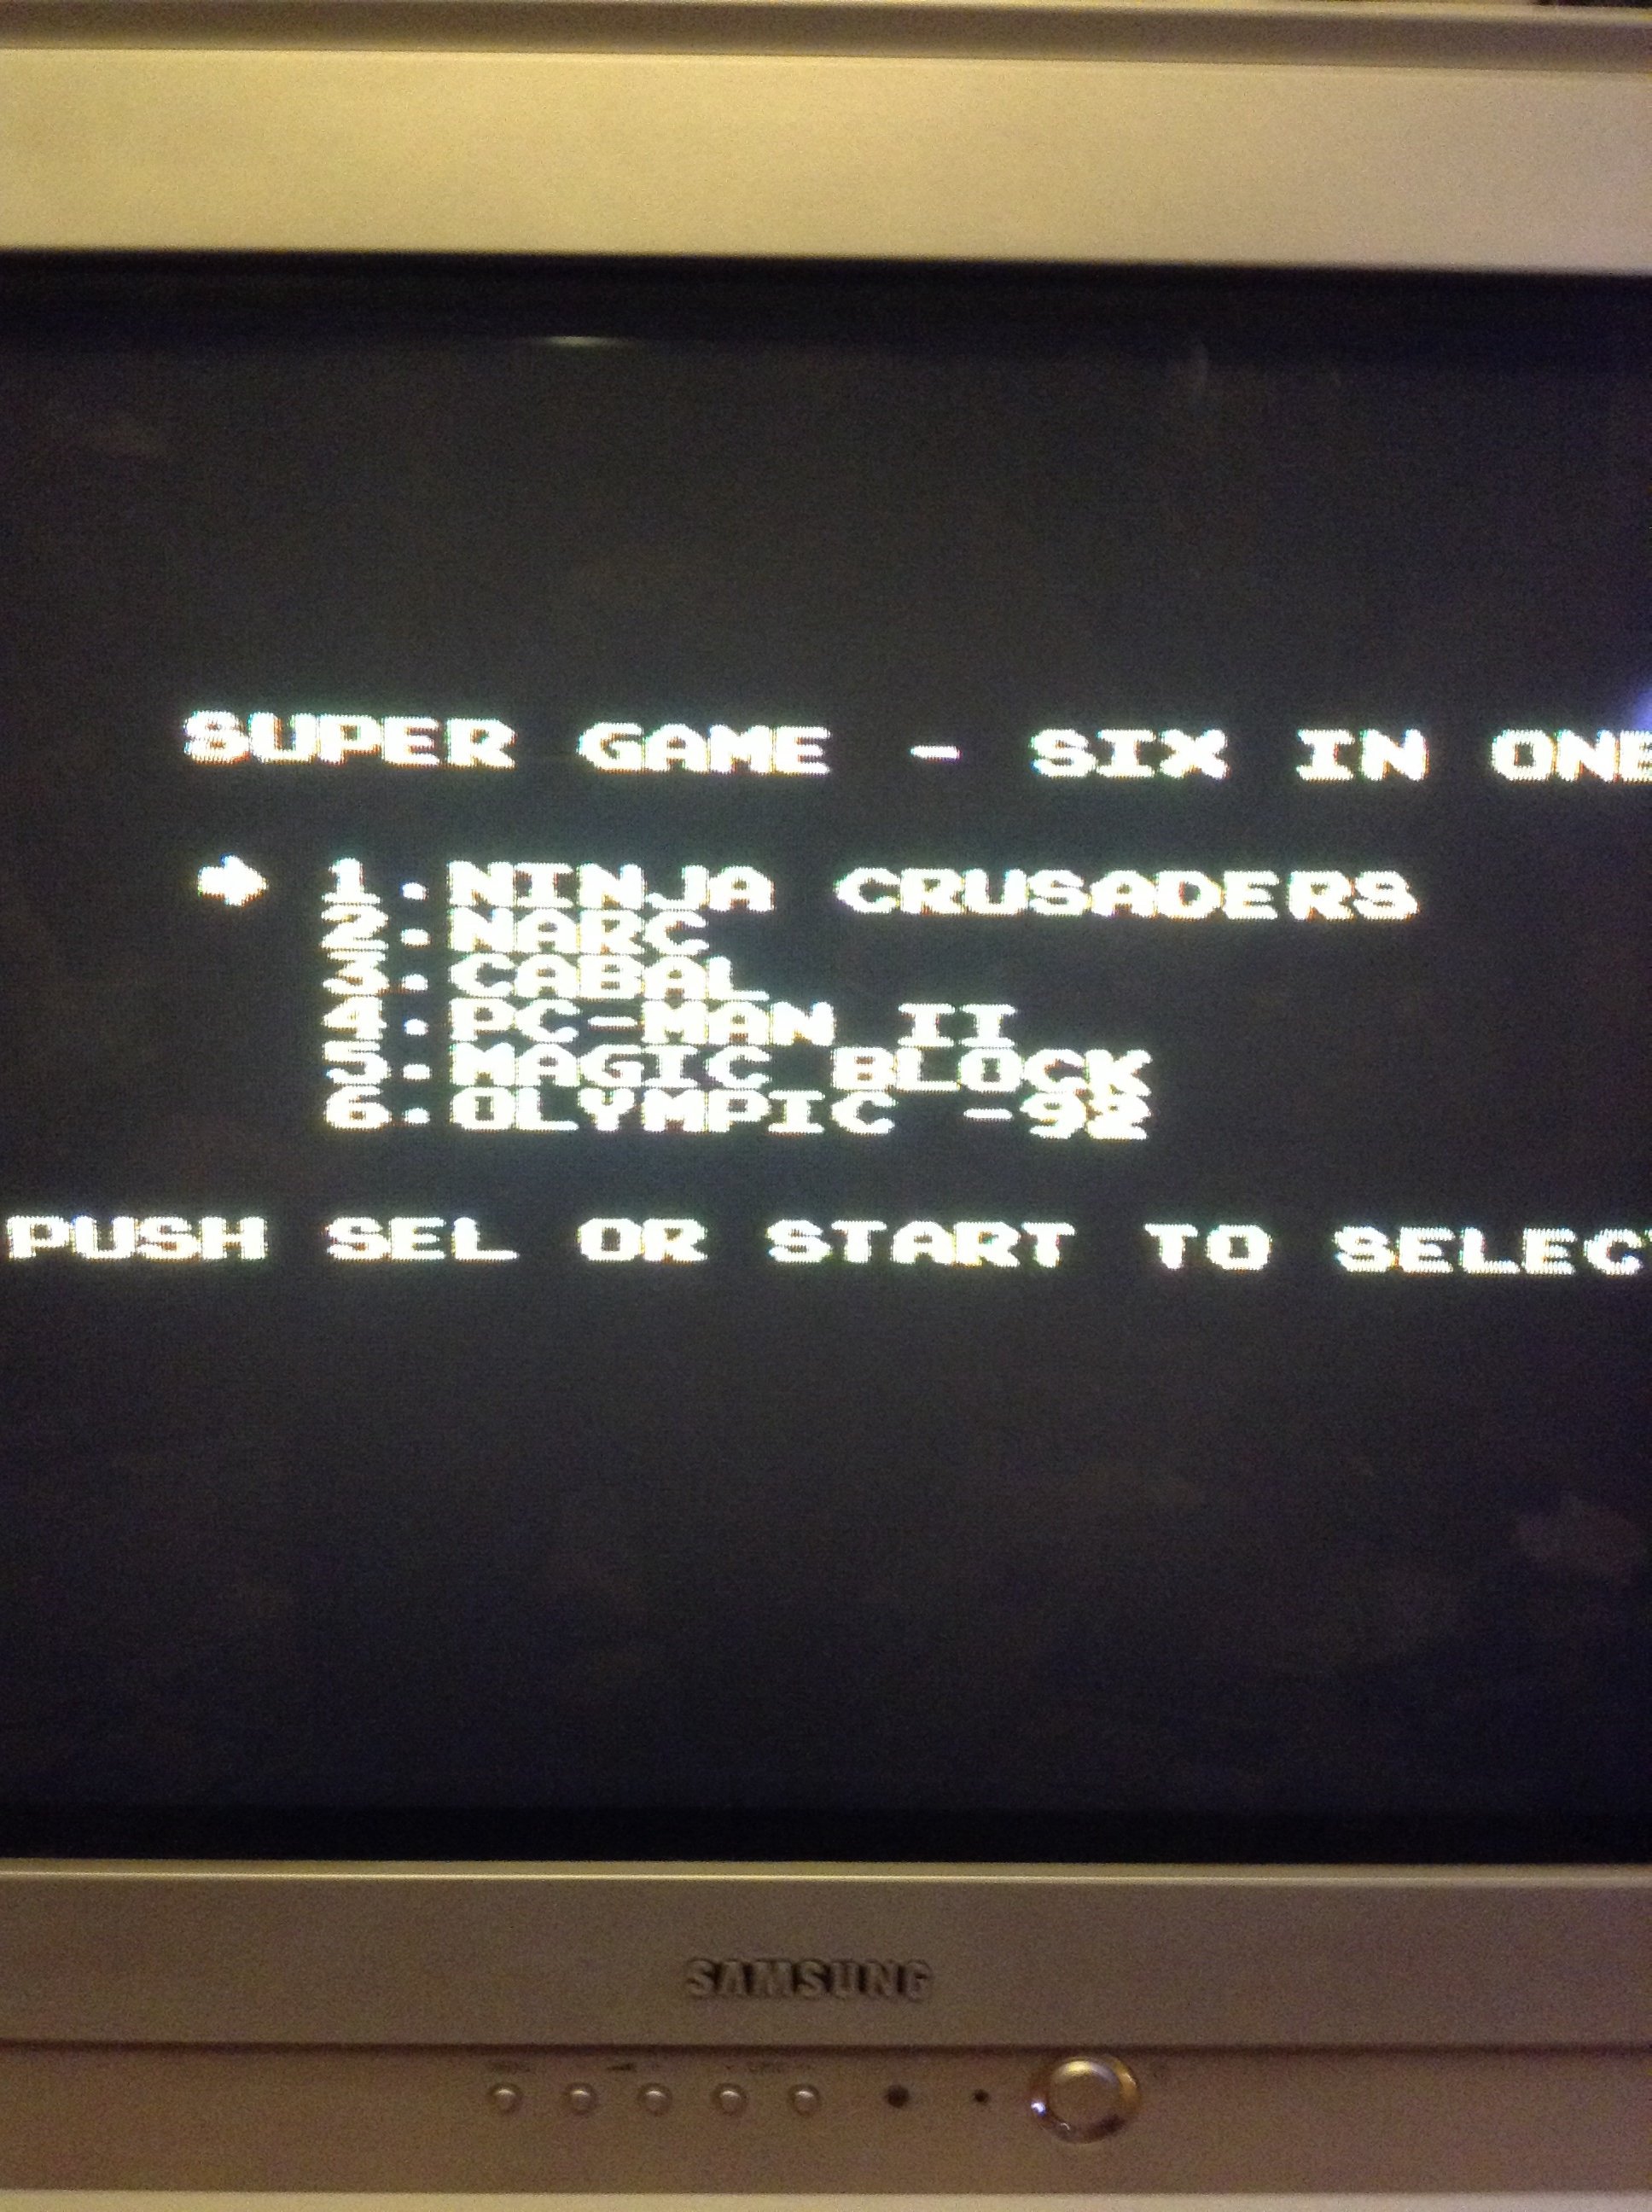 SUPER GAME - SIX IN ONE
1.NINJA CRUSADERS
2.NARC
3.CABAL
4.PC-MAN II
5.MAGIC BLOCK
6.OLYMPIC -92
PUSH SEL OR START TO SELECT
SAMSUNG